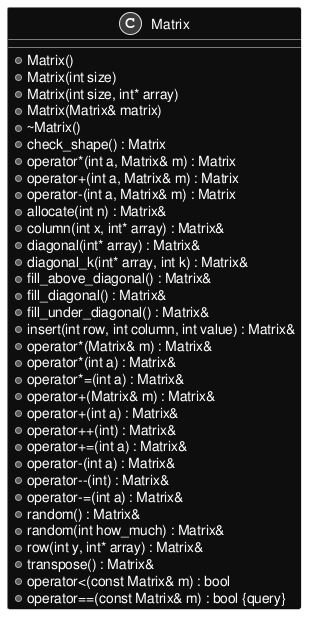 C Matrix
Matrix()
Matrix(int size)
Matrix(int size, int* array)
Matrix(Matrix& matrix)
~Matrix()
check_shape() : Matrix
operator*(int a, Matrix& m) : Matrix
operator+(int a, Matrix& m) : Matrix
operator-(int a, Matrix& m) : Matrix
allocate(int n) : Matrix&
column(int x, int* array) : Matrix&
diagonal(int* array) : Matrix&
diagonal_k(int* array, int k) : Matrix&
fill_above_diagonal() : Matrix&
fill_diagonal() : Matrix&
fill_under_diagonal() : Matrix&
insert(int row, int column, int value) : Matrix&
operator*(Matrix& m) : Matrix&
operator*(int a) : Matrix&
operator*=(int a) : Matrix&
operator+(Matrix& m) : Matrix&
operator+(int a) : Matrix&
operator++(int) : Matrix&
operator+=(int a) : Matrix&
operator-(int a) : Matrix&
operator--(int) : Matrix&
operator-=(int a) : Matrix&
random() : Matrix&
random(int how_much) : Matrix&
row(int y, int* array) : Matrix&
transpose() : Matrix&
operator<(const Matrix& m) : bool
operator==(const Matrix& m) : bool {query}